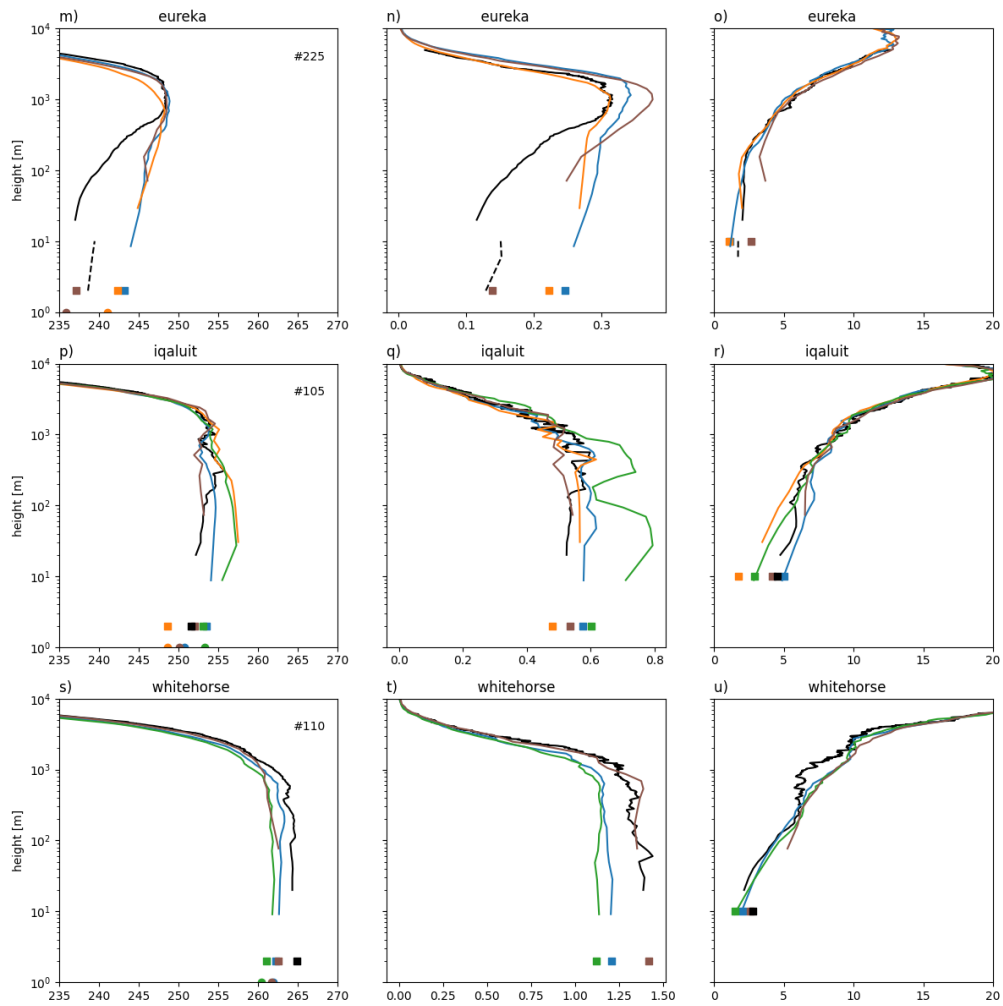 m) eureka
n) eureka
o) eureka
#225
height [m]
10⁴
10³
10²
10¹
10⁰
235 240 245 250 255 260 265 270
0.0 0.1 0.2 0.3
0 5 10 15 20
p) iqaluit
q) iqaluit
r) iqaluit
#105
height [m]
10⁴
10³
10²
10¹
10⁰
235 240 245 250 255 260 265 270
0.0 0.2 0.4 0.6 0.8
0 5 10 15 20
s) whitehorse
t) whitehorse
u) whitehorse
#110
height [m]
10⁴
10³
10²
10¹
10⁰
235 240 245 250 255 260 265 270
0.00 0.25 0.50 0.75 1.00 1.25 1.50
0 5 10 15 20